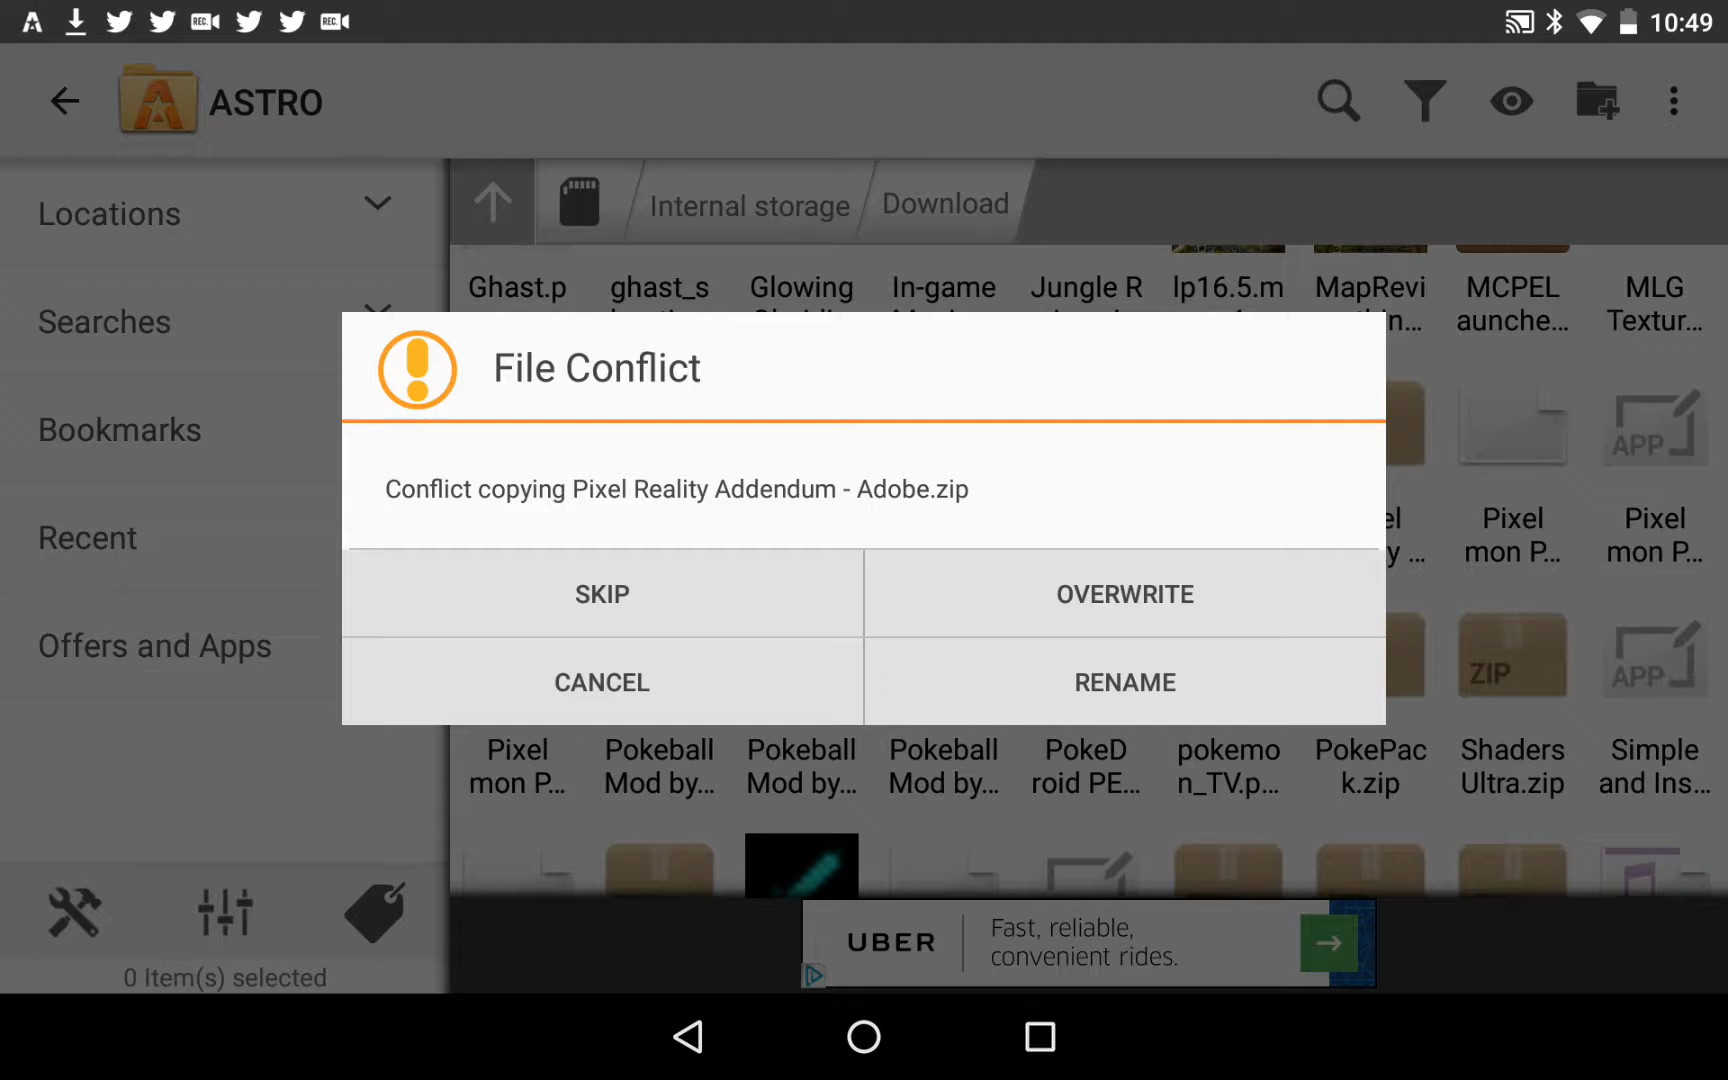 REC. REC. 10:49
ASTRO
Locations
Searches
Bookmarks
Recent
Offers and Apps
0 Item(s) selected
Internal storage Download
Ghast.p ghast_s Glowing In-game Jungle R lp16.5.m MapRevi MCPEL MLG
aunche... Textur...
File Conflict
Conflict copying Pixel Reality Addendum - Adobe.zip
SKIP OVERWRITE
CANCEL RENAME
APP
Pixel Pixel
mon P... mon P...
ZIP APP
Pixel Pokeball Pokeball Pokeball PokeD pokemo PokePac Shaders Simple
mon P... Mod by... Mod by... Mod by... roid PE... n_TV.p... k.zip Ultra.zip and Ins...
UBER
Fast, reliable,
convenient rides.